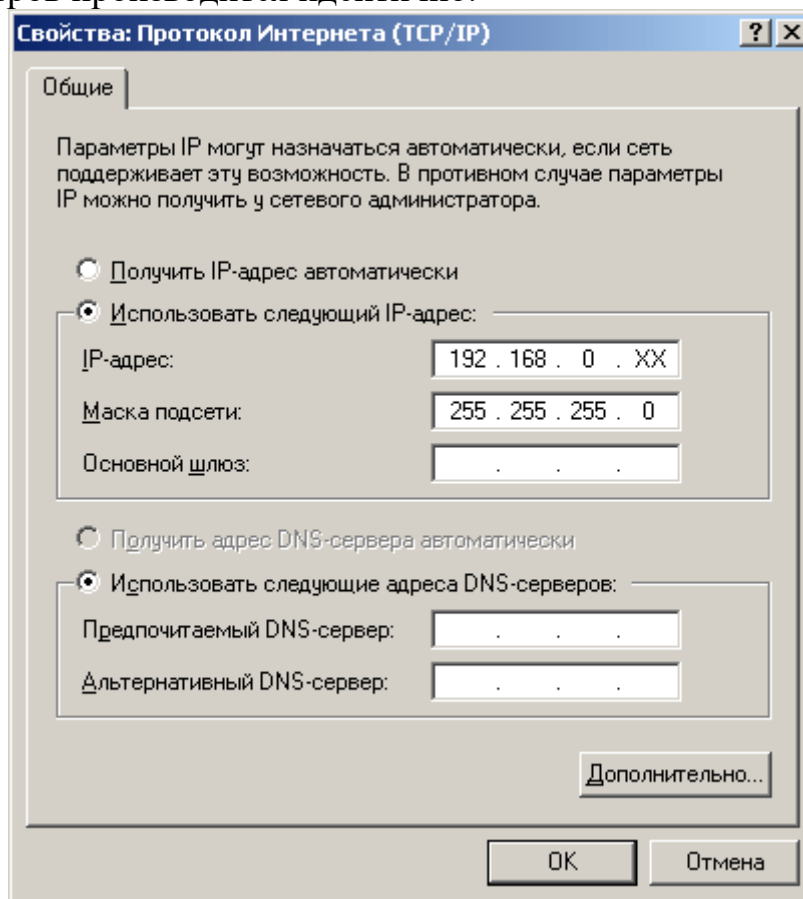 производится идентично.
Свойства: Протокол Интернета (TCP/IP)
Общие
Параметры IP могут назначаться автоматически, если сеть
поддерживает эту возможность. В противном случае параметры
IP можно получить у сетевого администратора.
Получить IP-адрес автоматически
Использовать следующий IP-адрес:
IP-адрес: 192 . 168 . 0 . XX
Маска подсети: 255 . 255 . 255 . 0
Основной шлюз: . . .
Получить адрес DNS-сервера автоматически
Использовать следующие адреса DNS-серверов:
Предпочитаемый DNS-сервер: . . .
Альтернативный DNS-сервер: . . .
Дополнительно...
OK Отмена